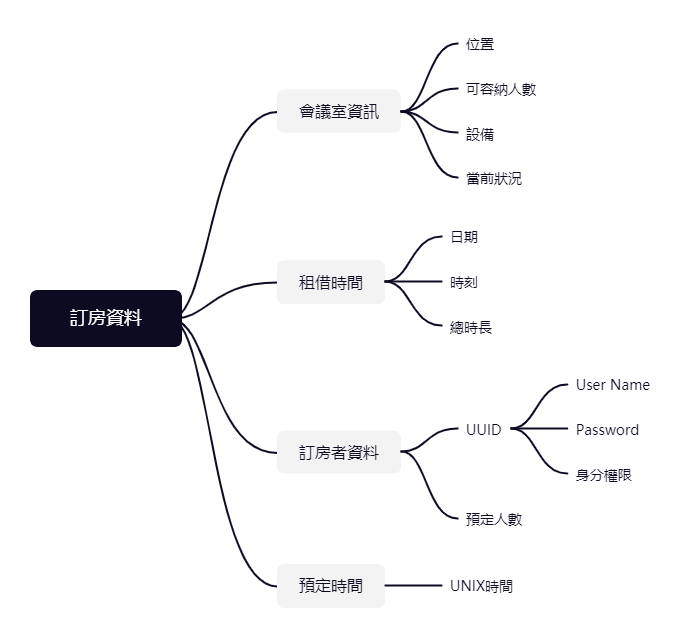 訂房資料
會議室資訊
位置
可容納人數
設備
當前狀況
租借時間
日期
時刻
總時長
訂房者資料
UUID
User Name
Password
身分權限
預定人數
預定時間
UNIX時間